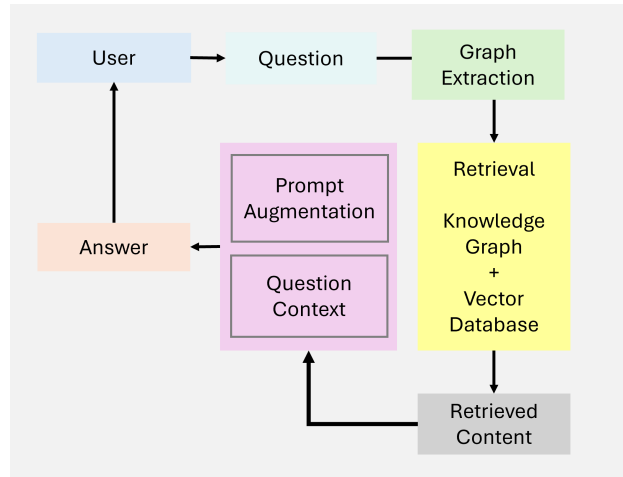 User
Question
Graph
Extraction
Prompt
Augmentation
Retrieval
Knowledge
Graph
+
Vector
Database
Answer
Question
Context
Retrieved
Content